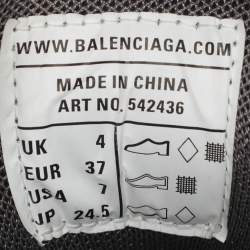 WWW.BALENCIAGA.COM
MADE IN CHINA
ART NO. 542436
UK 4
EUR 37
USA 7
JP 24.5